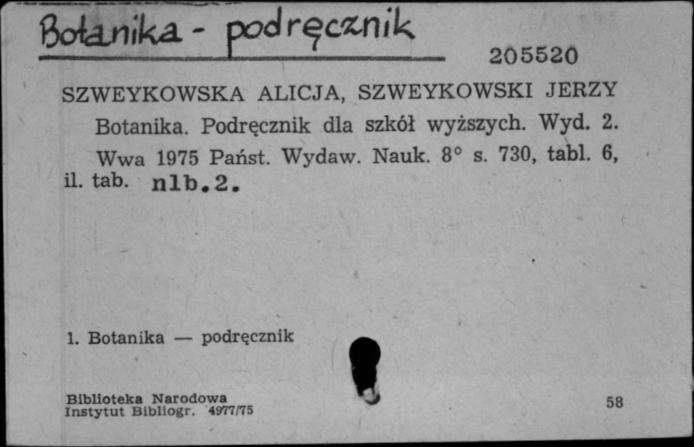 Botanika - podręcznik
205520
SZWEYKOWSKA ALICJA, SZWEYKOWSKI JERZY
Botanika. Podręcznik dla szkół wyższych. Wyd. 2.
Wwa 1975 Państ. Wydaw. Nauk. 8° s. 730, tabl. 6,
il. tab. nlb.2.
1. Botanika — podręcznik
Biblioteka Narodowa
Instytut Bibliogr. 4977/75
58